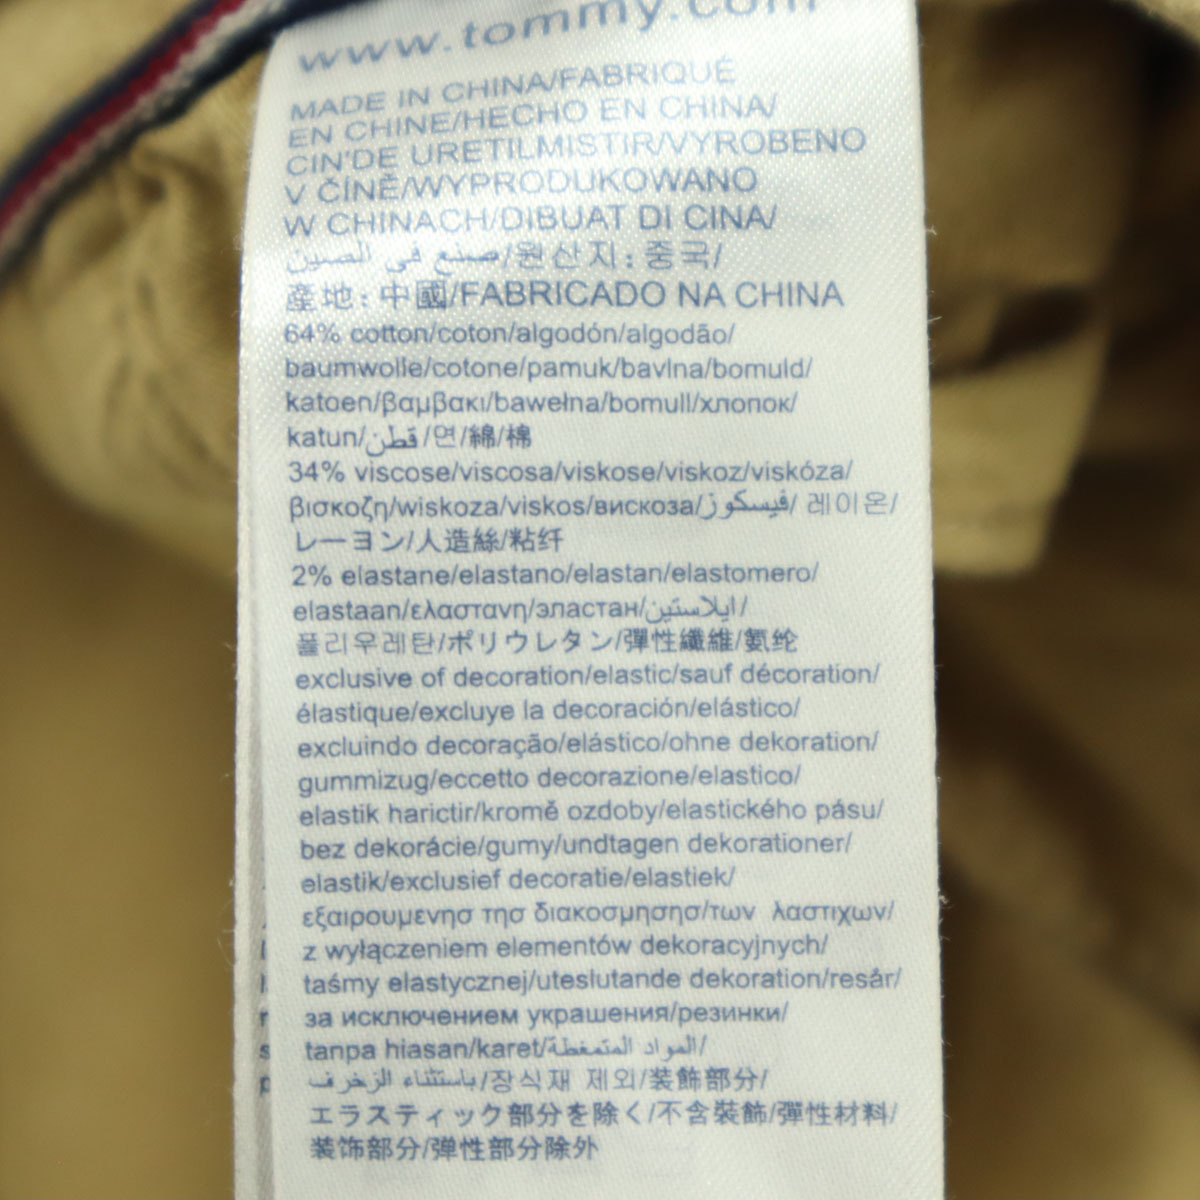 www.tommy.com
MADE IN CHINA/FABRIQUÉ
EN CHINE/HECHO EN CHINA/
CIN'DE URETILMISTIR/VYROBENO
V ČÍNĚ/WYPRODUKOWANO
W CHINACH/DIBUAT DI CINA/
صنع في الصين/원산지:중국/
產地:中國/FABRICADO NA CHINA
64% cotton/coton/algodón/algodão/
baumwolle/cotone/pamuk/bavlna/bomuld/
katoen/βαμβακι/bawełna/bomull/хлопок/
katun/قطن/면/綿/棉
34% viscose/viscosa/viskose/viskoz/viskóza/
βισκοζη/wiskoza/viskos/вискоза/فيسكوز/레이온/
レーヨン/人造絲/粘纤
2% elastane/elastano/elastan/elastomero/
elastaan/ελαστανη/эластан/ايلاستين/
폴리우레탄/ポリウレタン/彈性纖維/氨纶
exclusive of decoration/elastic/sauf décoration/
élastique/excluye la decoración/elástico/
excluindo decoração/elástico/ohne dekoration/
gummizug/eccetto decorazione/elastico/
elastik harictir/kromě ozdoby/elastického pásu/
bez dekorácie/gumy/undtagen dekorationer/
elastik/exclusief decoratie/elastiek/
εξαιρουμενησ τησ διακοσμησησ/των λαστιχων/
z wyłączeniem elementów dekoracyjnych/
taśmy elastycznej/uteslutande dekoration/resår/
за исключением украшения/резинки/
tanpa hiasan/karet/المواد المتمغطة/
باستثناء الزخرف/장식재 제외/装飾部分/
エラスティック部分を除く/不含裝飾/彈性材料/
装饰部分/弹性部分除外